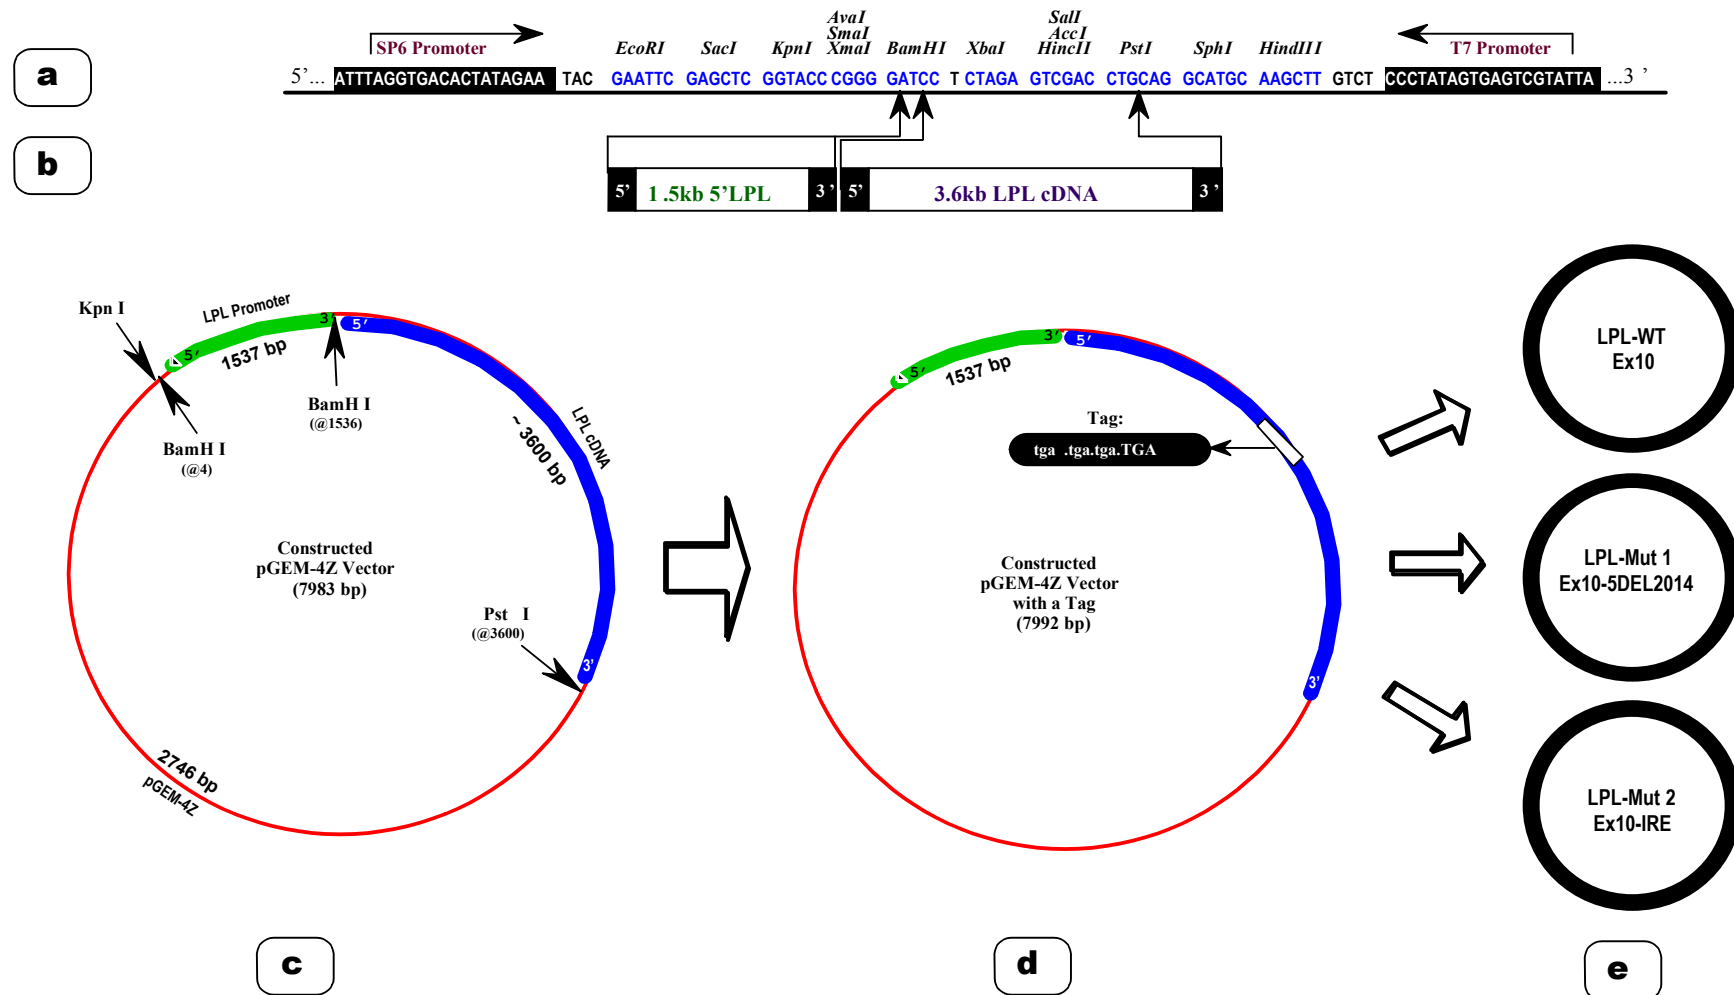 a
SP6 Promoter
EcoRI
SacI
KpnI
AvaI
SmaI
XmaI
BamHI
XbaI
SalI
AccI
HincII
PstI
SphI
HindIII
T7 Promoter
5'... ATTTAGGTGACACTATAGAA TAC GAATTC GAGCTC GGTACC CGGG GATCC T CTAGA GTCGAC CTGCAG GCATGC AAGCTT GTCT CCCTATAGTGAGTCGTATTA ...3 '
b
5' 1.5kb 5'LPL 3 '
5' 3.6kb LPL cDNA 3 '
Kpn I
LPL Promoter
5'
3'
1537 bp
5'
BamH I
(@4)
BamH I
(@1536)
LPL cDNA
~ 3600 bp
Constructed
pGEM-4Z Vector
(7983 bp)
Pst I
(@3600)
3'
2746 bp
pGEM-4Z
c
5'
3'
1537 bp
5'
Tag:
tga .tga.tga.TGA
Constructed
pGEM-4Z Vector
with a Tag
(7992 bp)
3'
d
LPL-WT
Ex10
LPL-Mut 1
Ex10-5DEL2014
LPL-Mut 2
Ex10-IRE
e